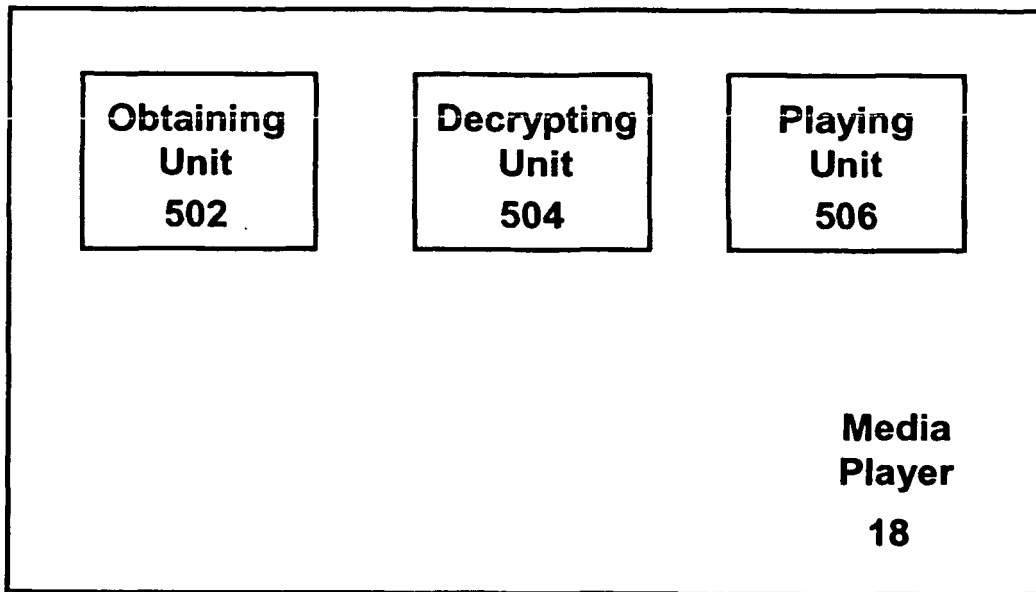 Obtaining
Unit
502
Decrypting
Unit
504
Playing
Unit
506
Media
Player
18